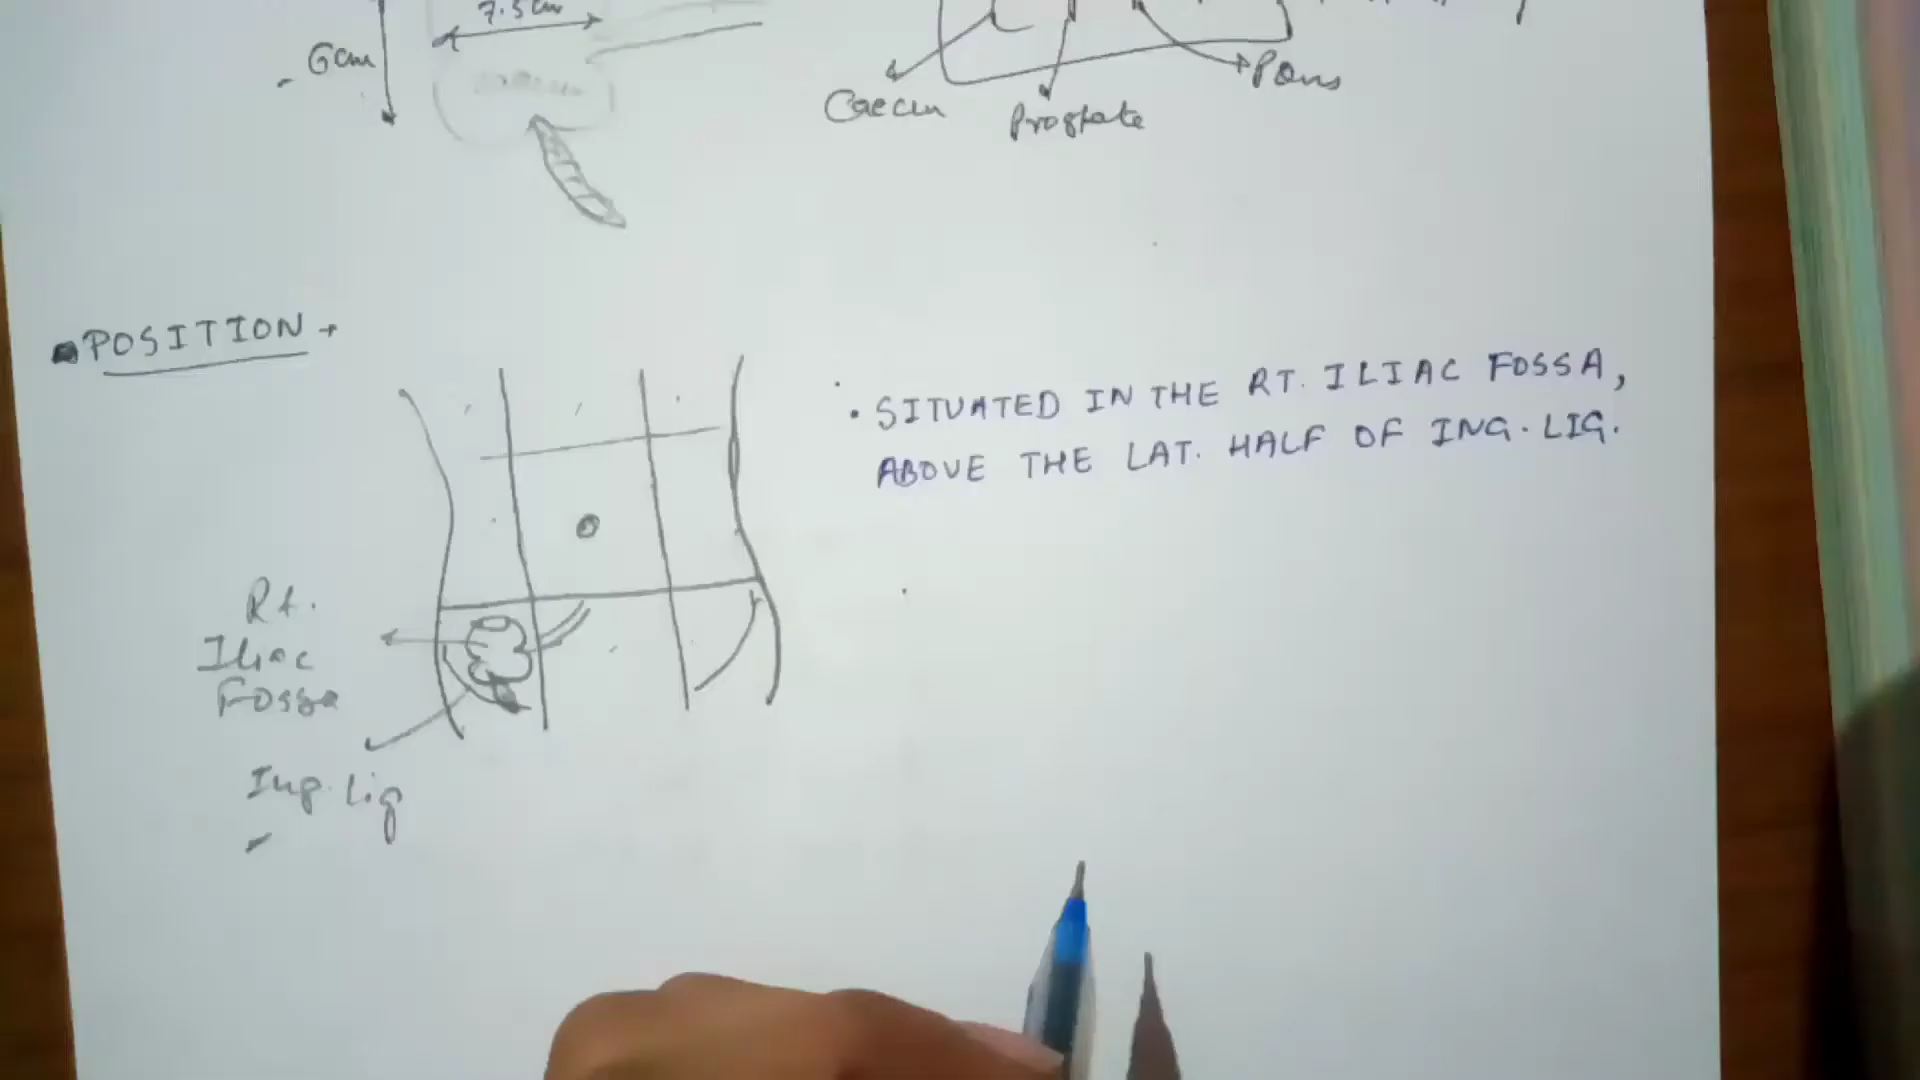 7.5cm
6cm
Caecum
Prostate
Pons
POSITION →
• SITUATED IN THE RT. ILIAC FOSSA,
ABOVE THE LAT. HALF OF ING. LIG.
Rt.
Iliac
Fossa
Ing. Lig